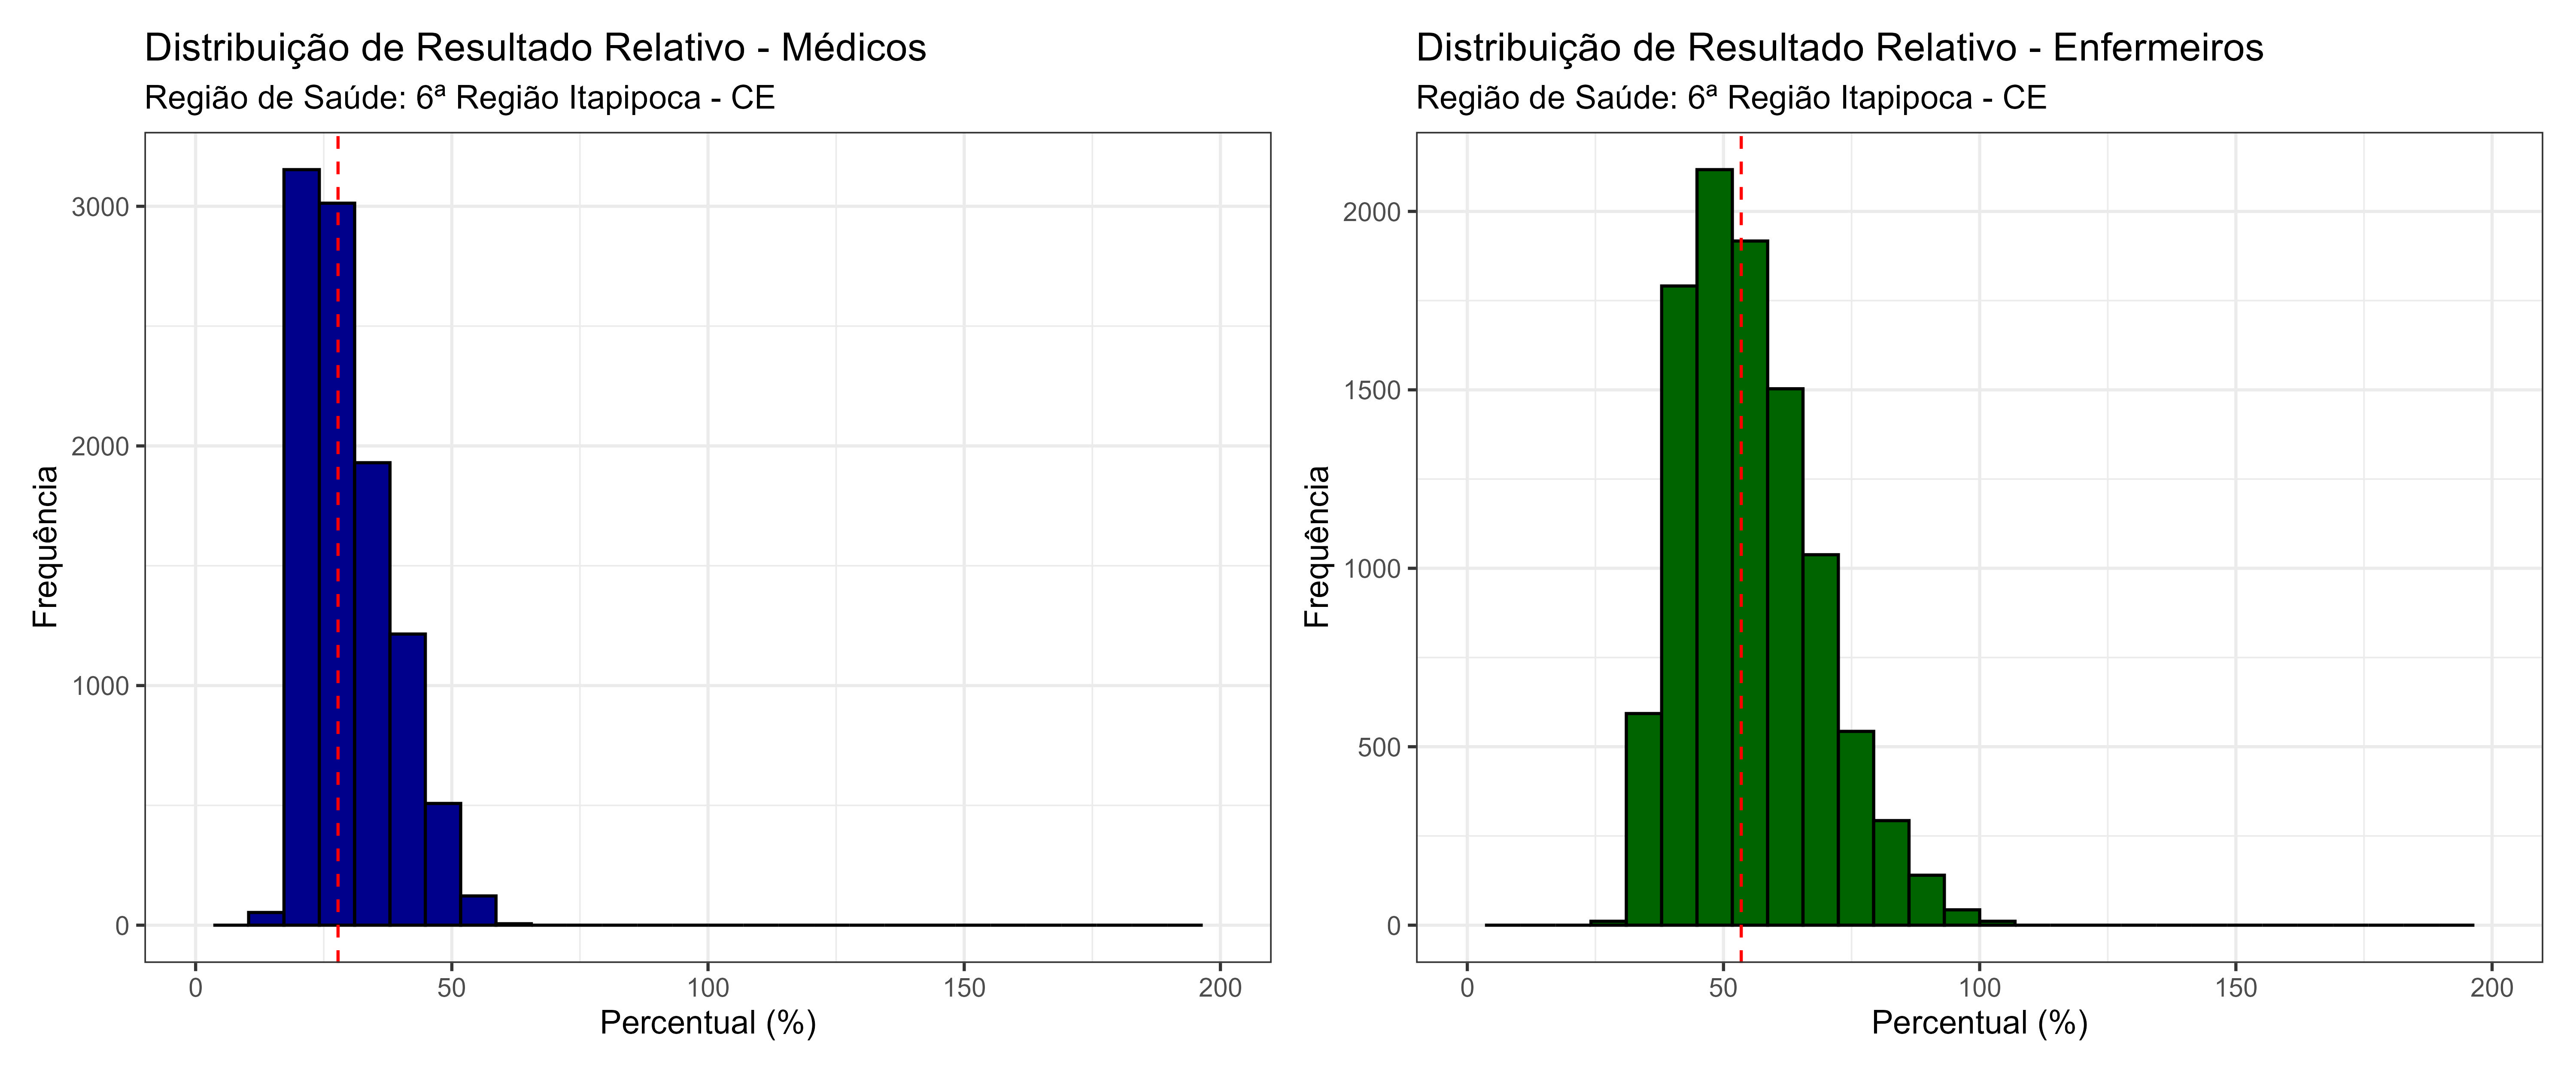 Distribuição de Resultado Relativo - Médicos
Região de Saúde: 6ª Região Itapipoca - CE
Frequência
3000
2000
1000
0
0 50 100 150 200
Percentual (%)
Distribuição de Resultado Relativo - Enfermeiros
Região de Saúde: 6ª Região Itapipoca - CE
Frequência
2000
1500
1000
500
0
0 50 100 150 200
Percentual (%)